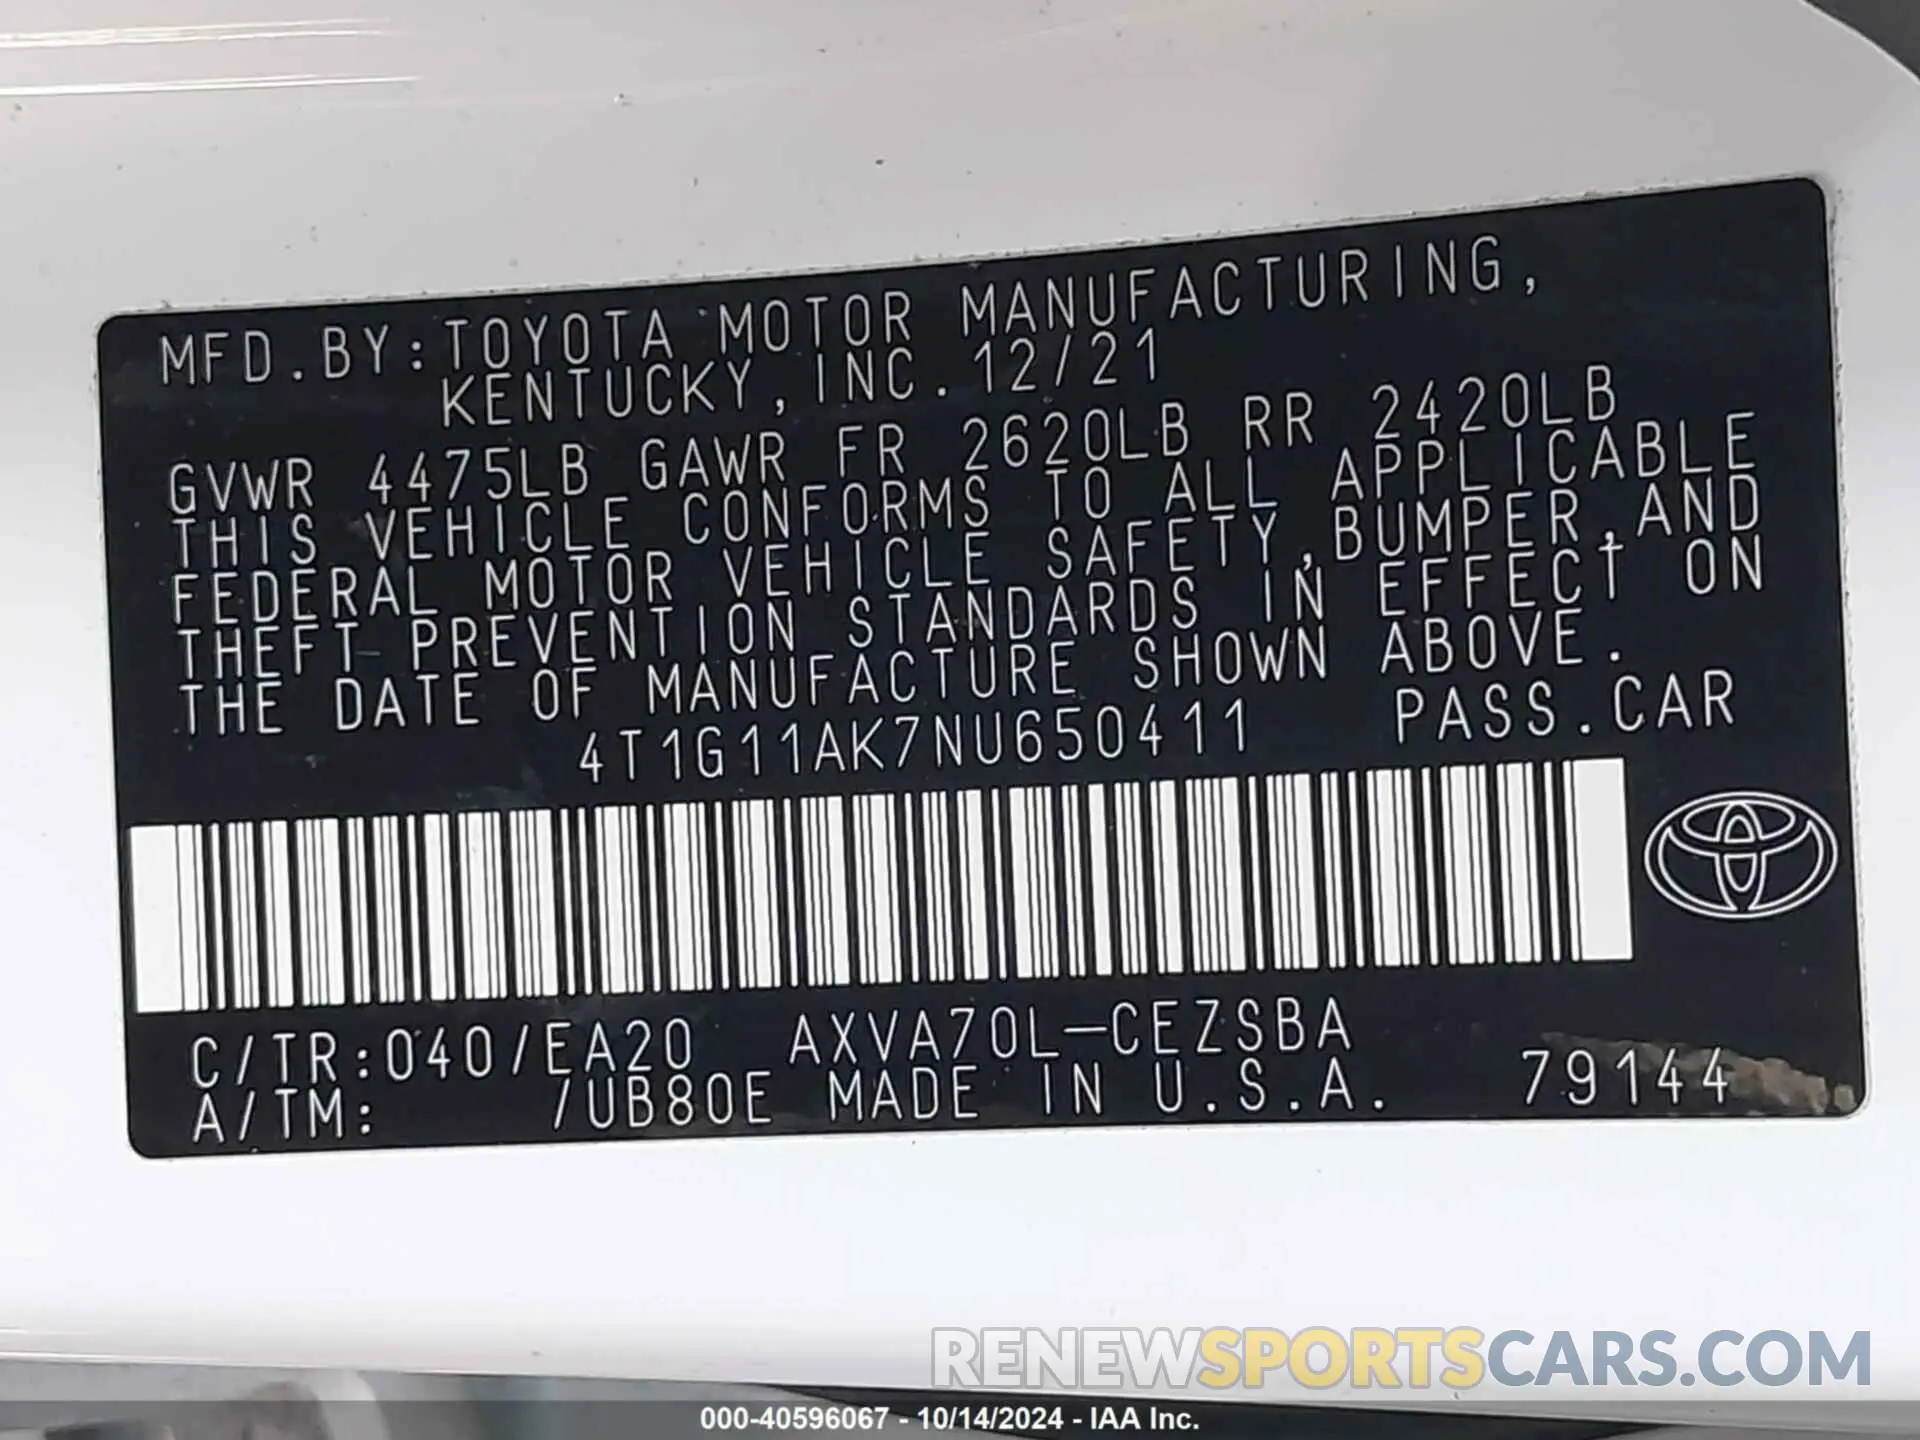 MFD.BY:TOYOTA MOTOR MANUFACTURING,
KENTUCKY,INC.12/21
GVWR 4475LB GAWR FR 2620LB RR 2420LB
THIS VEHICLE CONFORMS TO ALL APPLICABLE
FEDERAL MOTOR VEHICLE SAFETY,BUMPER,AND
THEFT PREVENTION STANDARDS IN EFFECT ON
THE DATE OF MANUFACTURE SHOWN ABOVE.
4T1G11AK7NU650411 PASS.CAR
C/TR:040/EA20 AXVA70L-CEZSBA
A/TM: /UB80E MADE IN U.S.A. 79144
RENEWSPORTSCARS.COM
000-40596067 - 10/14/2024 - IAA Inc.